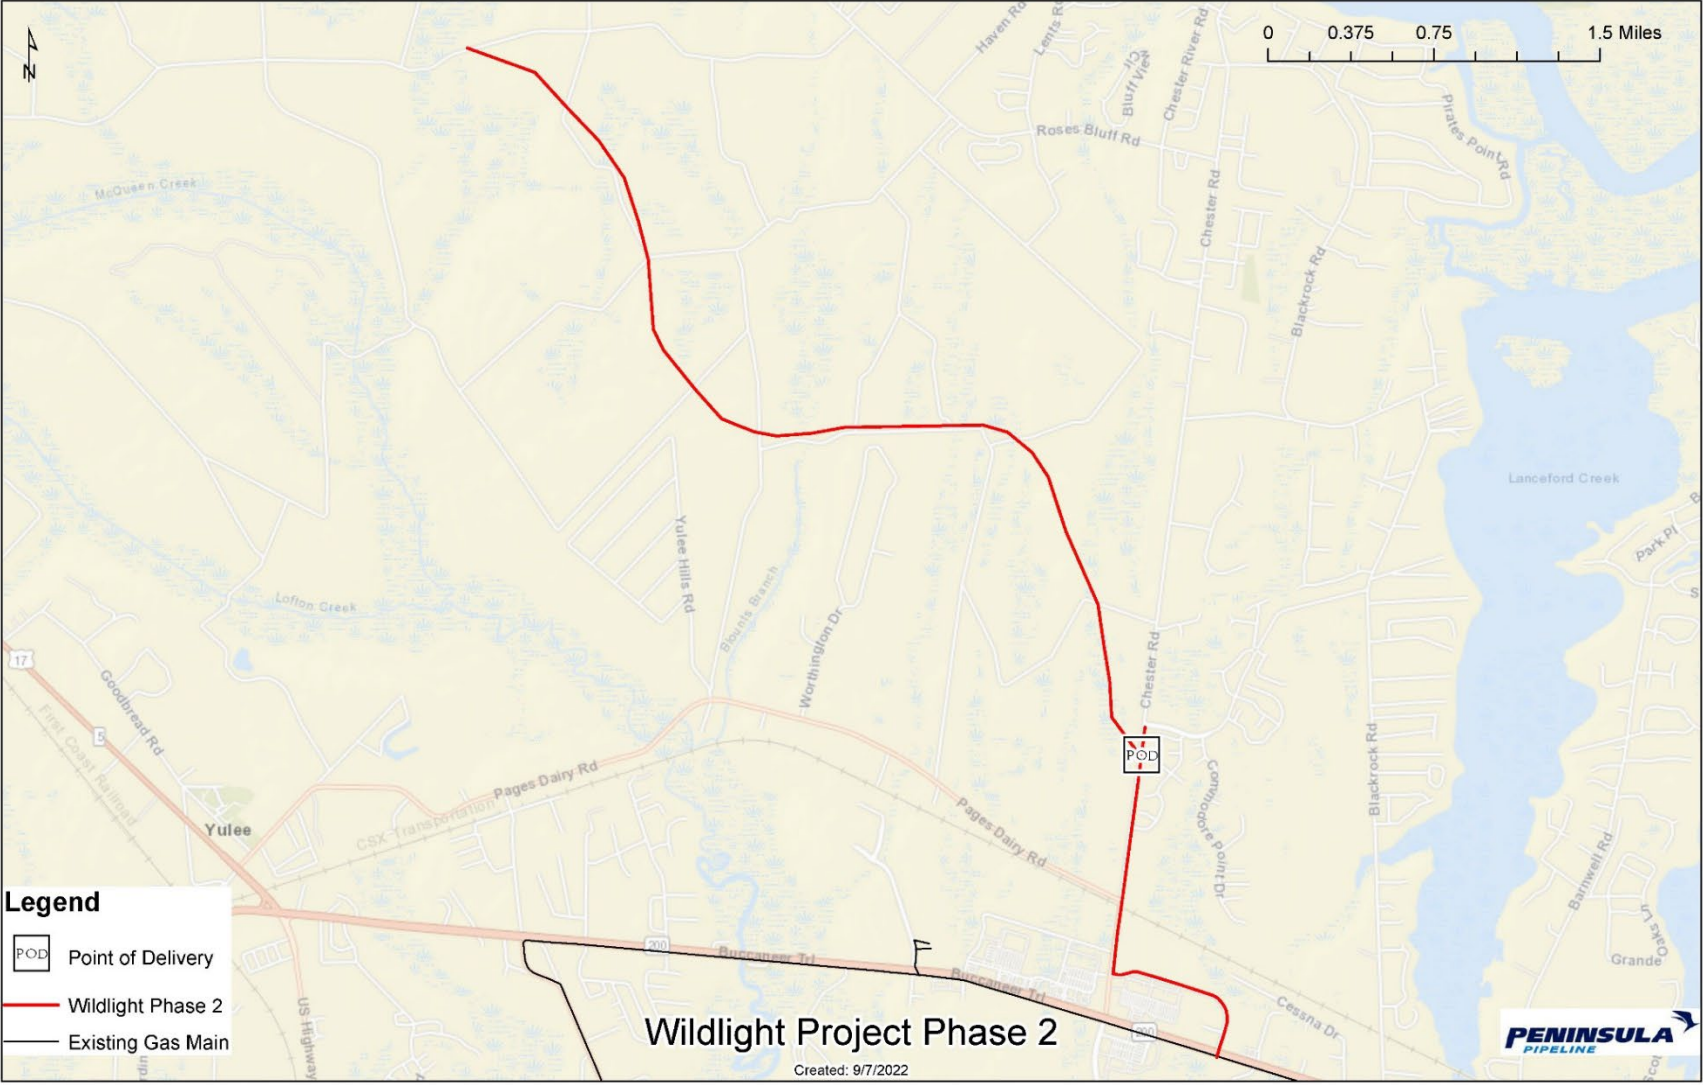 N
0 0.375 0.75 1.5 Miles
Haven Rd
Lents Rd
Bluff View Cir
Chester River Rd
Pirates Point Rd
Roses Bluff Rd
McQueen Creek
Chester Rd
Blackrock Rd
Lanceford Creek
Park Pl
Yulee Hills Rd
Blounts Branch
Worthington Dr
Lofton Creek
Chester Rd
17
Goodbread Rd
First Coast Railroad
5
POD
Commodore Point Dr
Blackrock Rd
Pages Dairy Rd
CSX Transportation
Yulee
Pages Dairy Rd
Barnwell Rd
Oaks Ln
Grande
200
Buccaneer Trl
Buccaneer Trl
200
Cessna Dr
US Highway
Legend
POD Point of Delivery
Wildlight Phase 2
Existing Gas Main
Wildlight Project Phase 2
Created: 9/7/2022
PENINSULA
PIPELINE